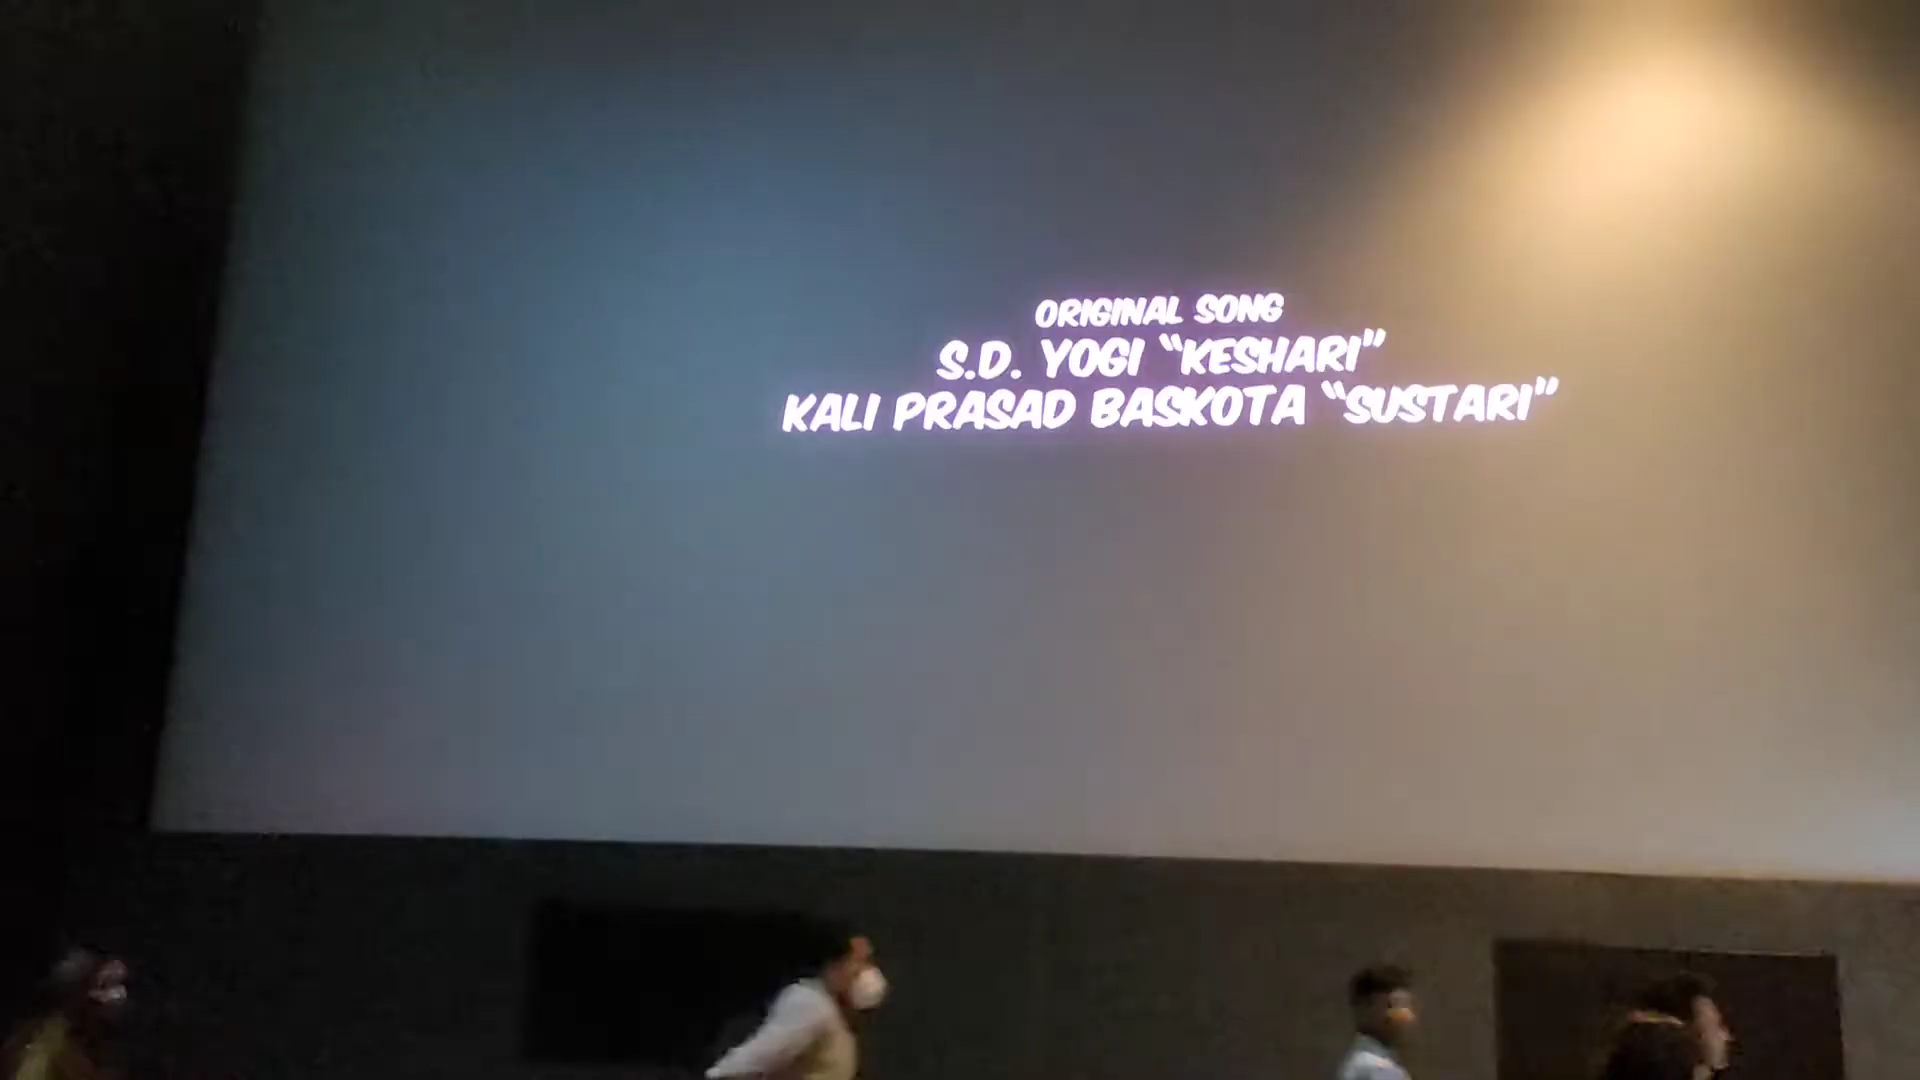 ORIGINAL SONG
S.D. YOGI “KESHARI”
KALI PRASAD BASKOTA “SUSTARI”